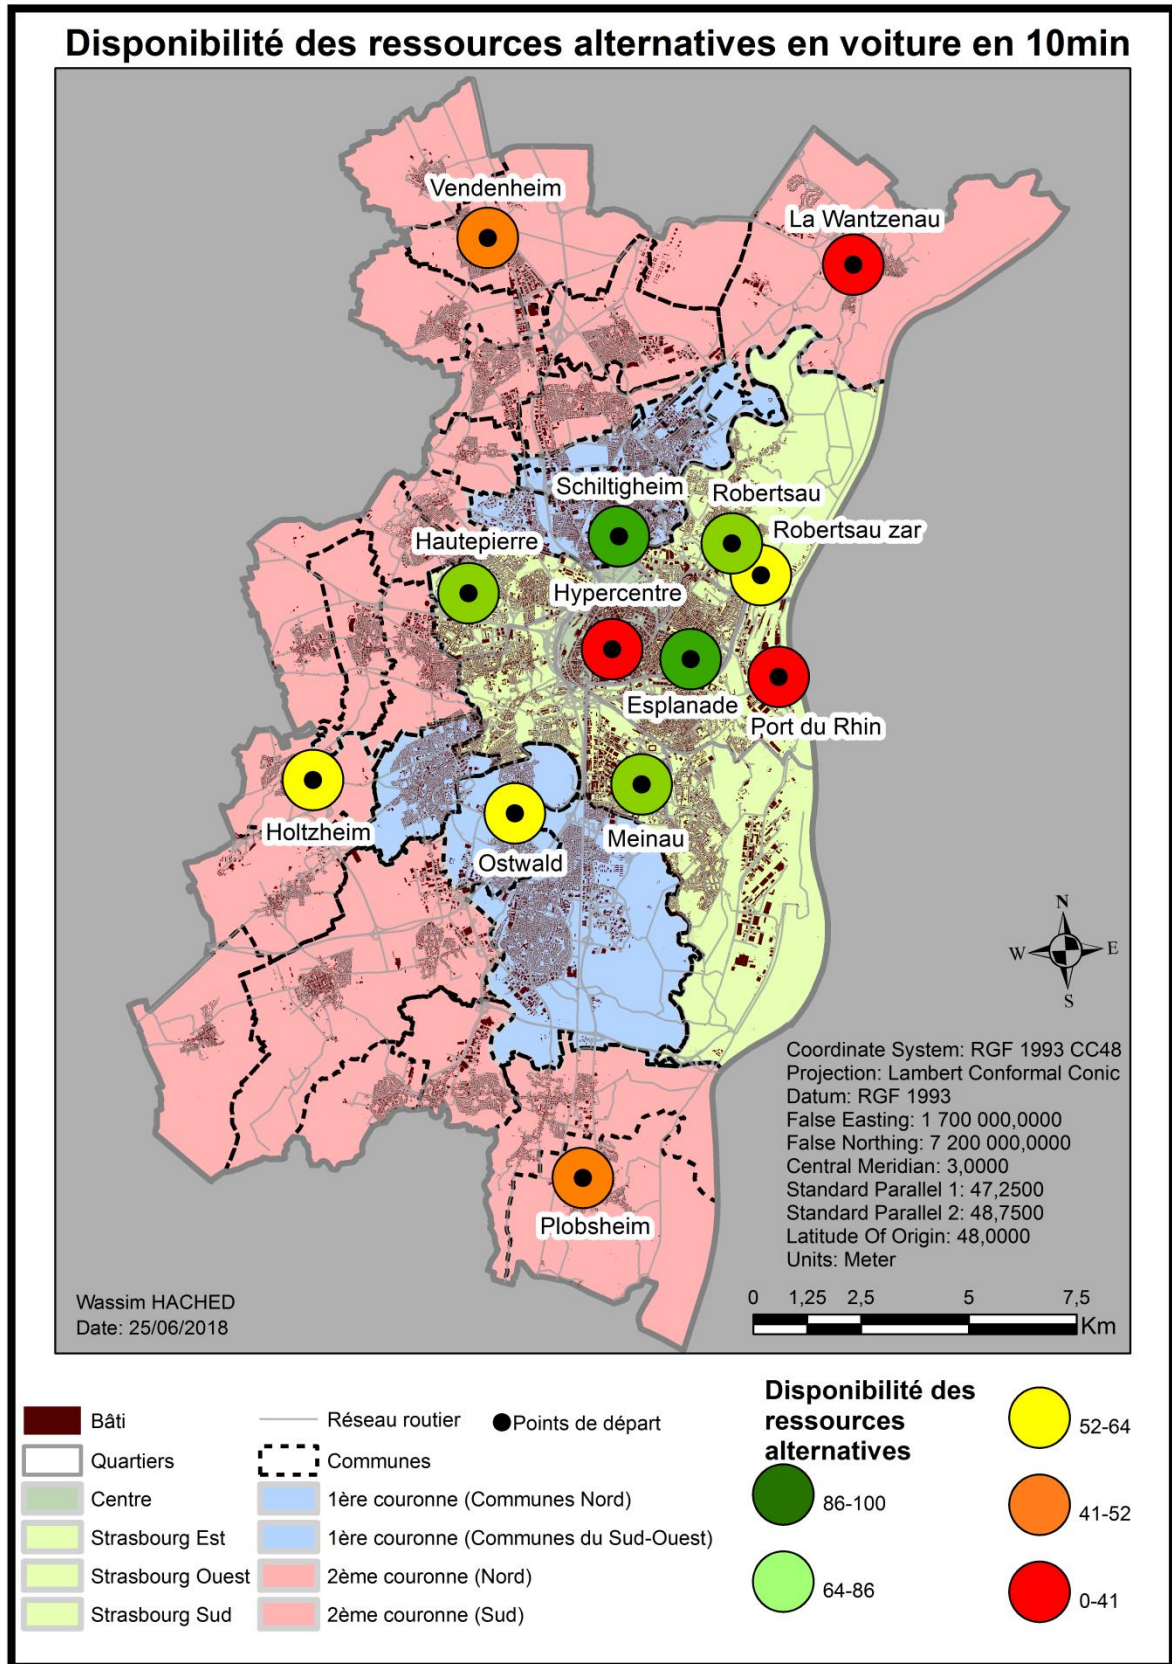 Disponibilité des ressources alternatives en voiture en 10min
Vendenheim
La Wantzenau
Schiltigheim
Robertsau
Robertsau zar
Hautepierre
Hypercentre
Esplanade
Port du Rhin
Holtzheim
Ostwald
Meinau
Plobsheim
N
W
E
S
Coordinate System: RGF 1993 CC48
Projection: Lambert Conformal Conic
Datum: RGF 1993
False Easting: 1 700 000,0000
False Northing: 7 200 000,0000
Central Meridian: 3,0000
Standard Parallel 1: 47,2500
Standard Parallel 2: 48,7500
Latitude Of Origin: 48,0000
Units: Meter
0 1,25 2,5 5 7,5
Km
Wassim HACHED
Date: 25/06/2018
Bâti
Quartiers
Centre
Strasbourg Est
Strasbourg Ouest
Strasbourg Sud
Réseau routier
Communes
1ère couronne (Communes Nord)
1ère couronne (Communes du Sud-Ouest)
2ème couronne (Nord)
2ème couronne (Sud)
Points de départ
Disponibilité des
ressources
alternatives
86-100
64-86
52-64
41-52
0-41